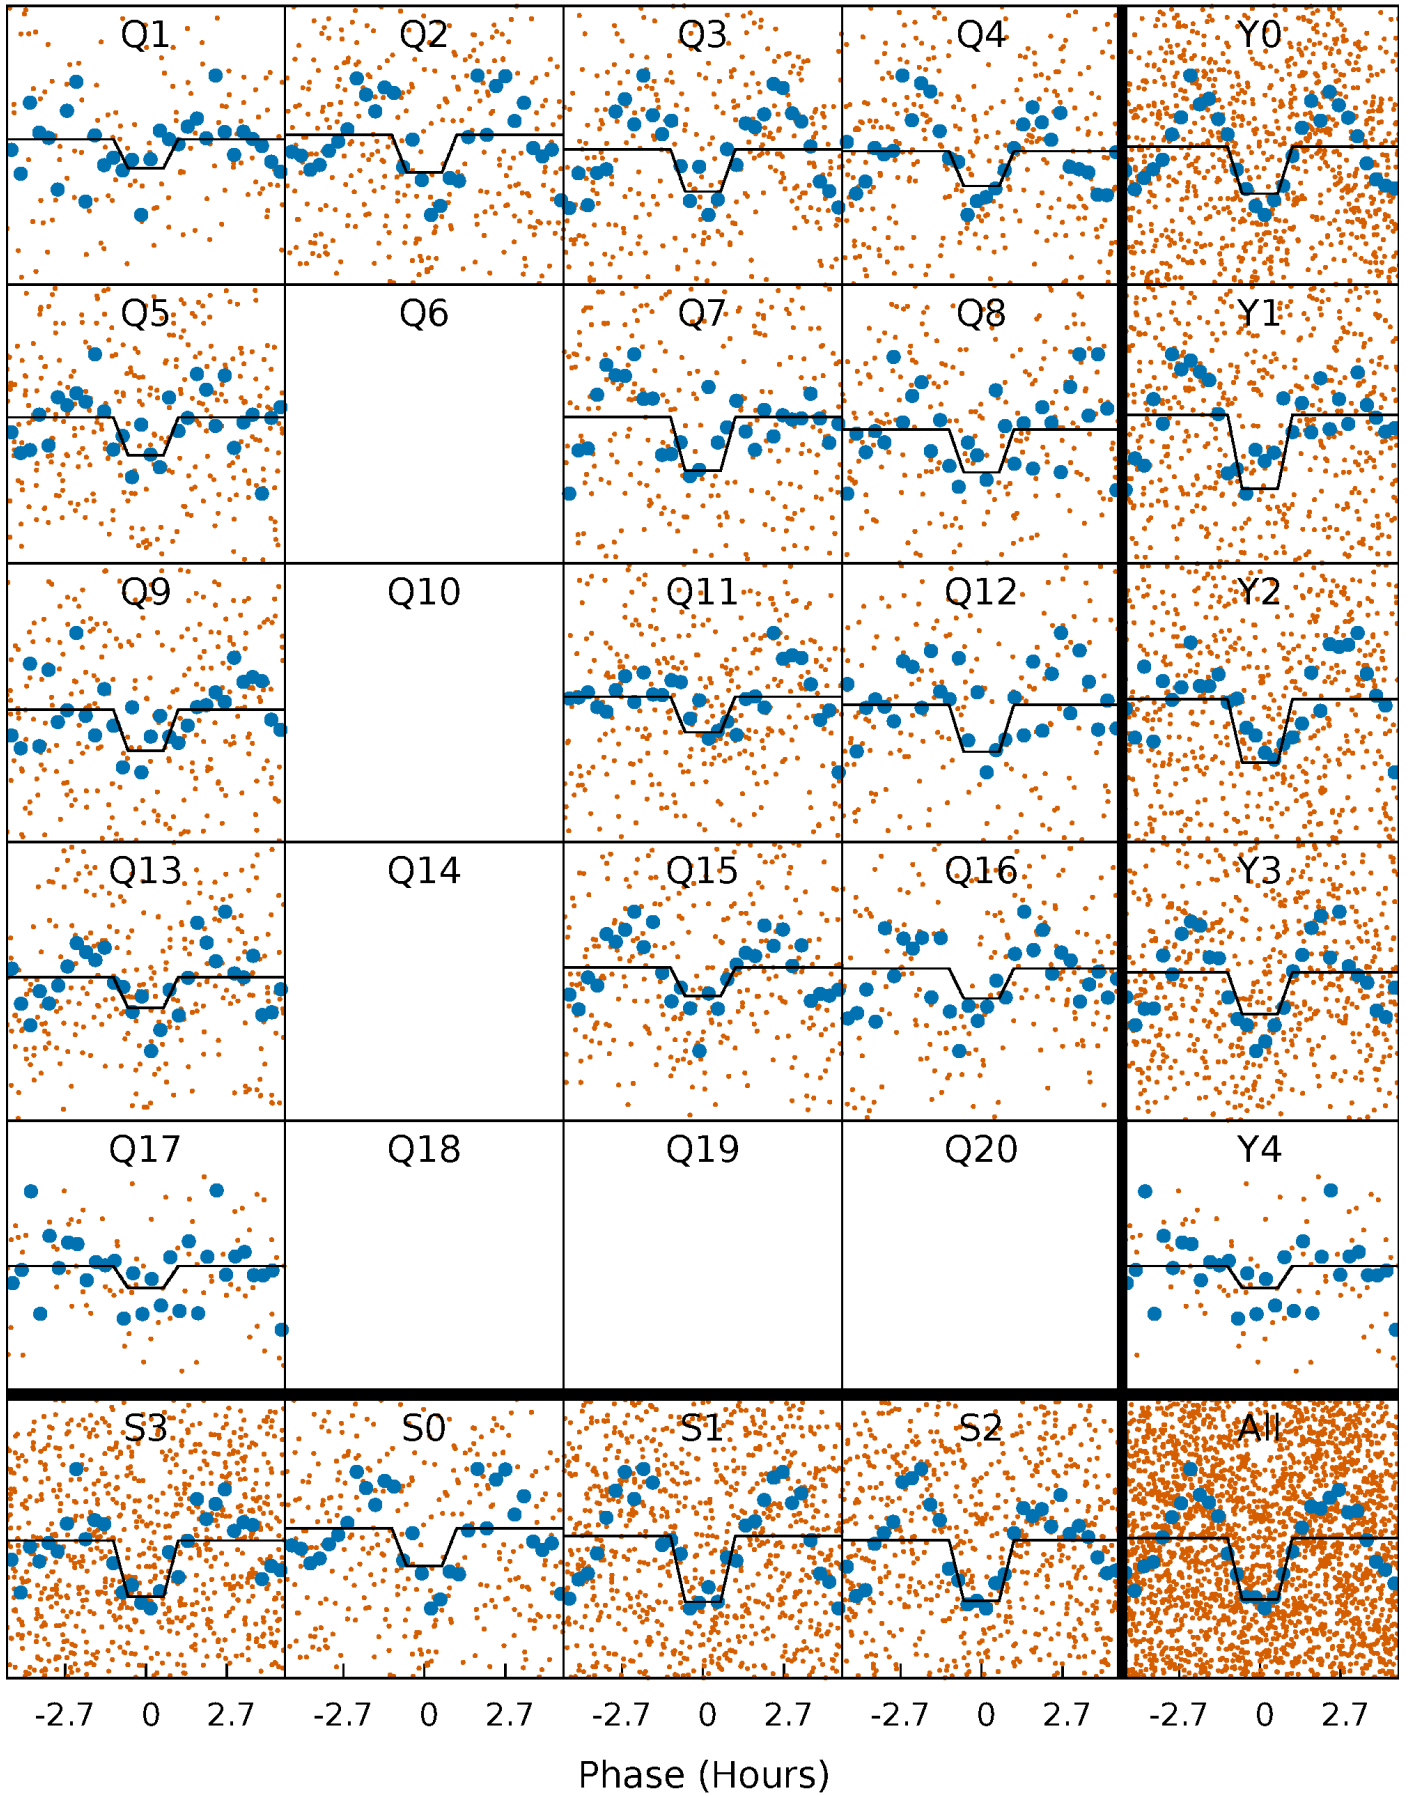 Q1 Q2 Q3 Q4 Y0
Q5 Q6 Q7 Q8 Y1
Q9 Q10 Q11 Q12 Y2
Q13 Q14 Q15 Q16 Y3
Q17 Q18 Q19 Q20 Y4
S3 S0 S1 S2 All
-2.7 0 2.7 -2.7 0 2.7 -2.7 0 2.7 -2.7 0 2.7 -2.7 0 2.7
Phase (Hours)